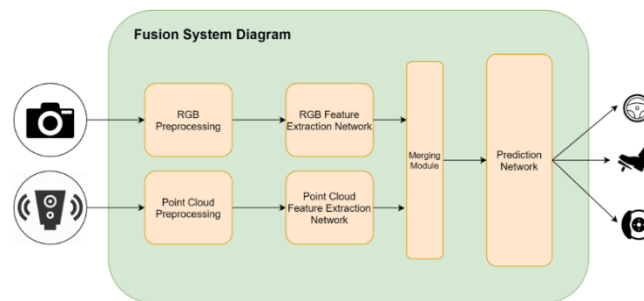 Fusion System Diagram
RGB
Preprocessing
RGB Feature
Extraction Network
Merging
Module
Prediction
Network
Point Cloud
Preprocessing
Point Cloud
Feature Extraction
Network